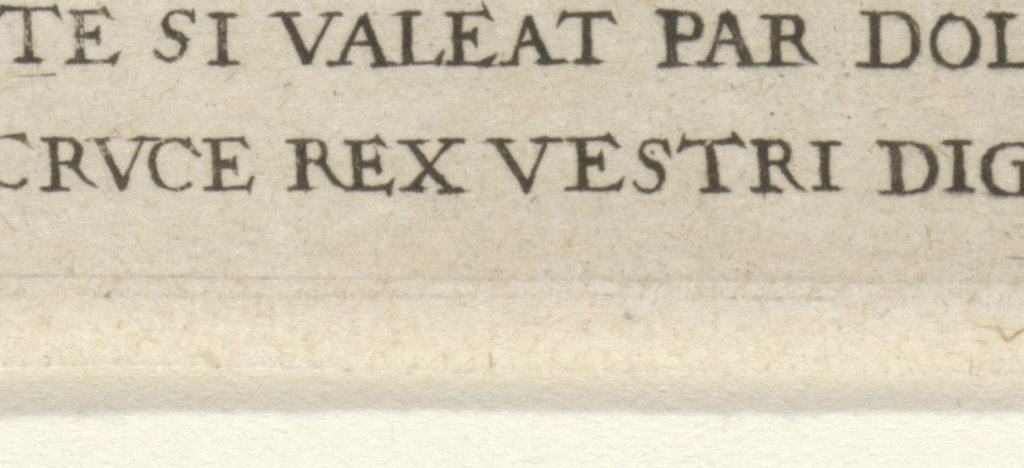 TE SI VALEAT PAR DOL
CRVCE REX VESTRI DIG